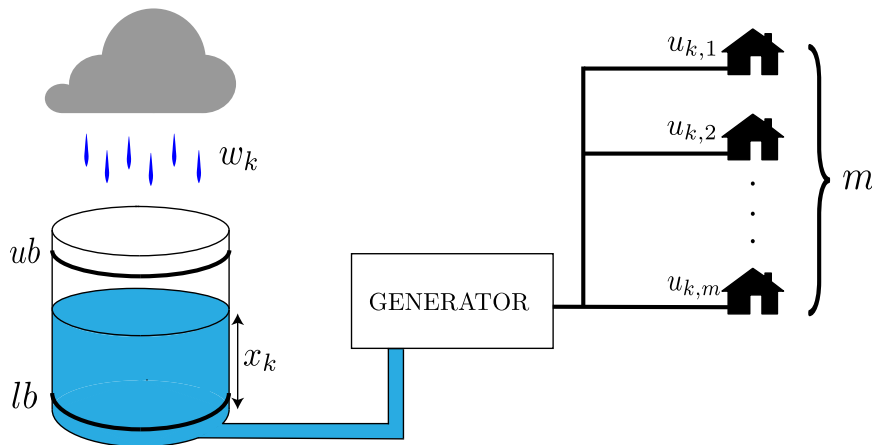 u_{k,1}
w_k
u_{k,2}
m
ub
GENERATOR
u_{k,m}
x_k
lb